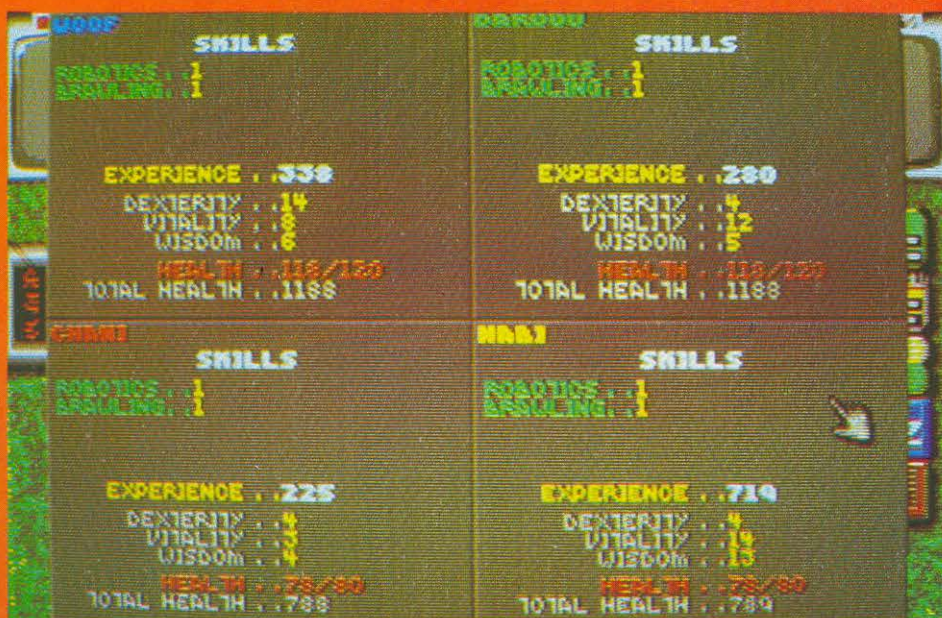 WOOF
SKILLS
ROBOTICS . . 1
BRAWLING. . 1
EXPERIENCE . . 338
DEXTERITY . . 14
VITALITY . . 8
WISDOM . . 6
HEALTH . . 118/120
TOTAL HEALTH . . 1188
SKILLS
ROBOTICS . . 1
BRAWLING. . 1
EXPERIENCE . . 280
DEXTERITY . . 4
VITALITY . . 12
WISDOM . . 5
HEALTH . . 118/120
TOTAL HEALTH . . 1188
SKILLS
ROBOTICS . . 1
BRAWLING. . 1
EXPERIENCE . . 225
DEXTERITY . . 4
VITALITY . . 3
WISDOM . . 4
HEALTH . . 78/80
TOTAL HEALTH . . 788
NABI
SKILLS
ROBOTICS . . 1
BRAWLING. . 1
EXPERIENCE . . 719
DEXTERITY . . 4
VITALITY . . 19
WISDOM . . 13
HEALTH . . 78/80
TOTAL HEALTH . . 789